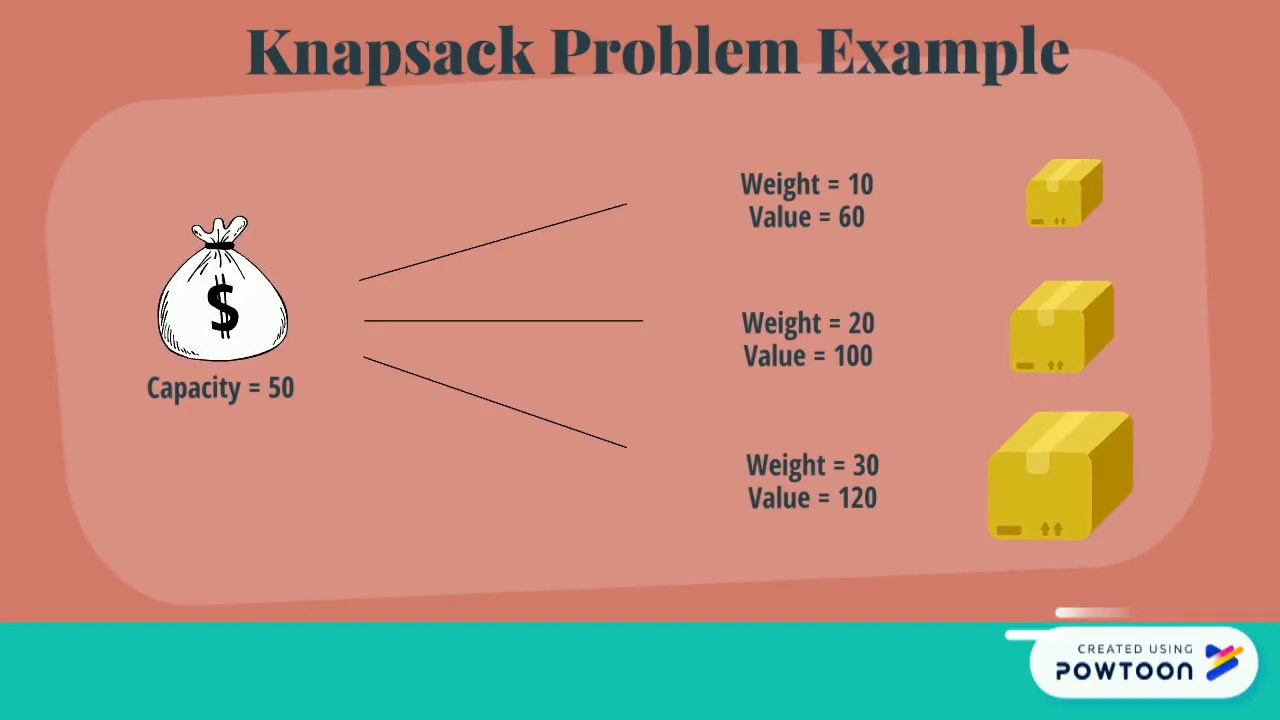 Knapsack Problem Example
Weight = 10
Value = 60
$
Capacity = 50
Weight = 20
Value = 100
Weight = 30
Value = 120
CREATED USING
POWTOON